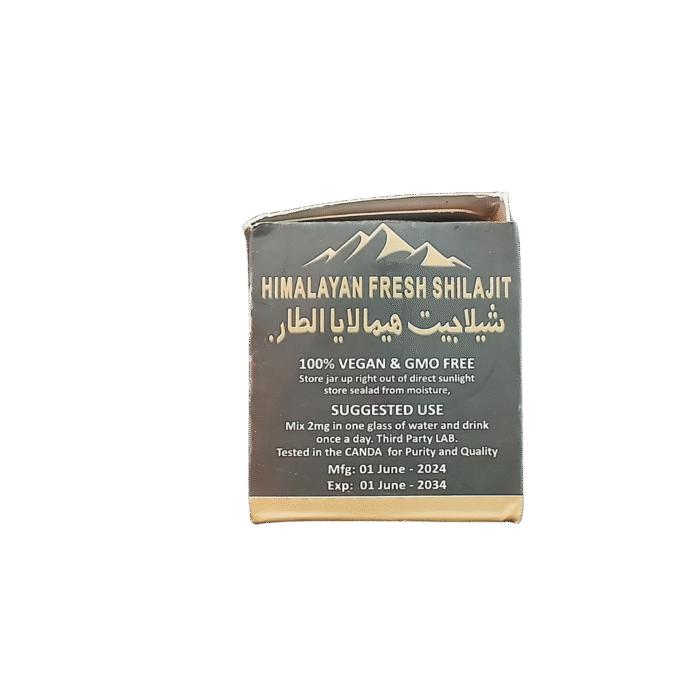 HIMALAYAN FRESH SHILAJIT
شيلاجيت هيمالايا الطار.
100% VEGAN & GMO FREE
Store jar up right out of direct sunlight
store sealad from moisture,
SUGGESTED USE
Mix 2mg in one glass of water and drink
once a day. Third Party LAB.
Tested in the CANDA for Purity and Quality
Mfg: 01 June - 2024
Exp: 01 June - 2034